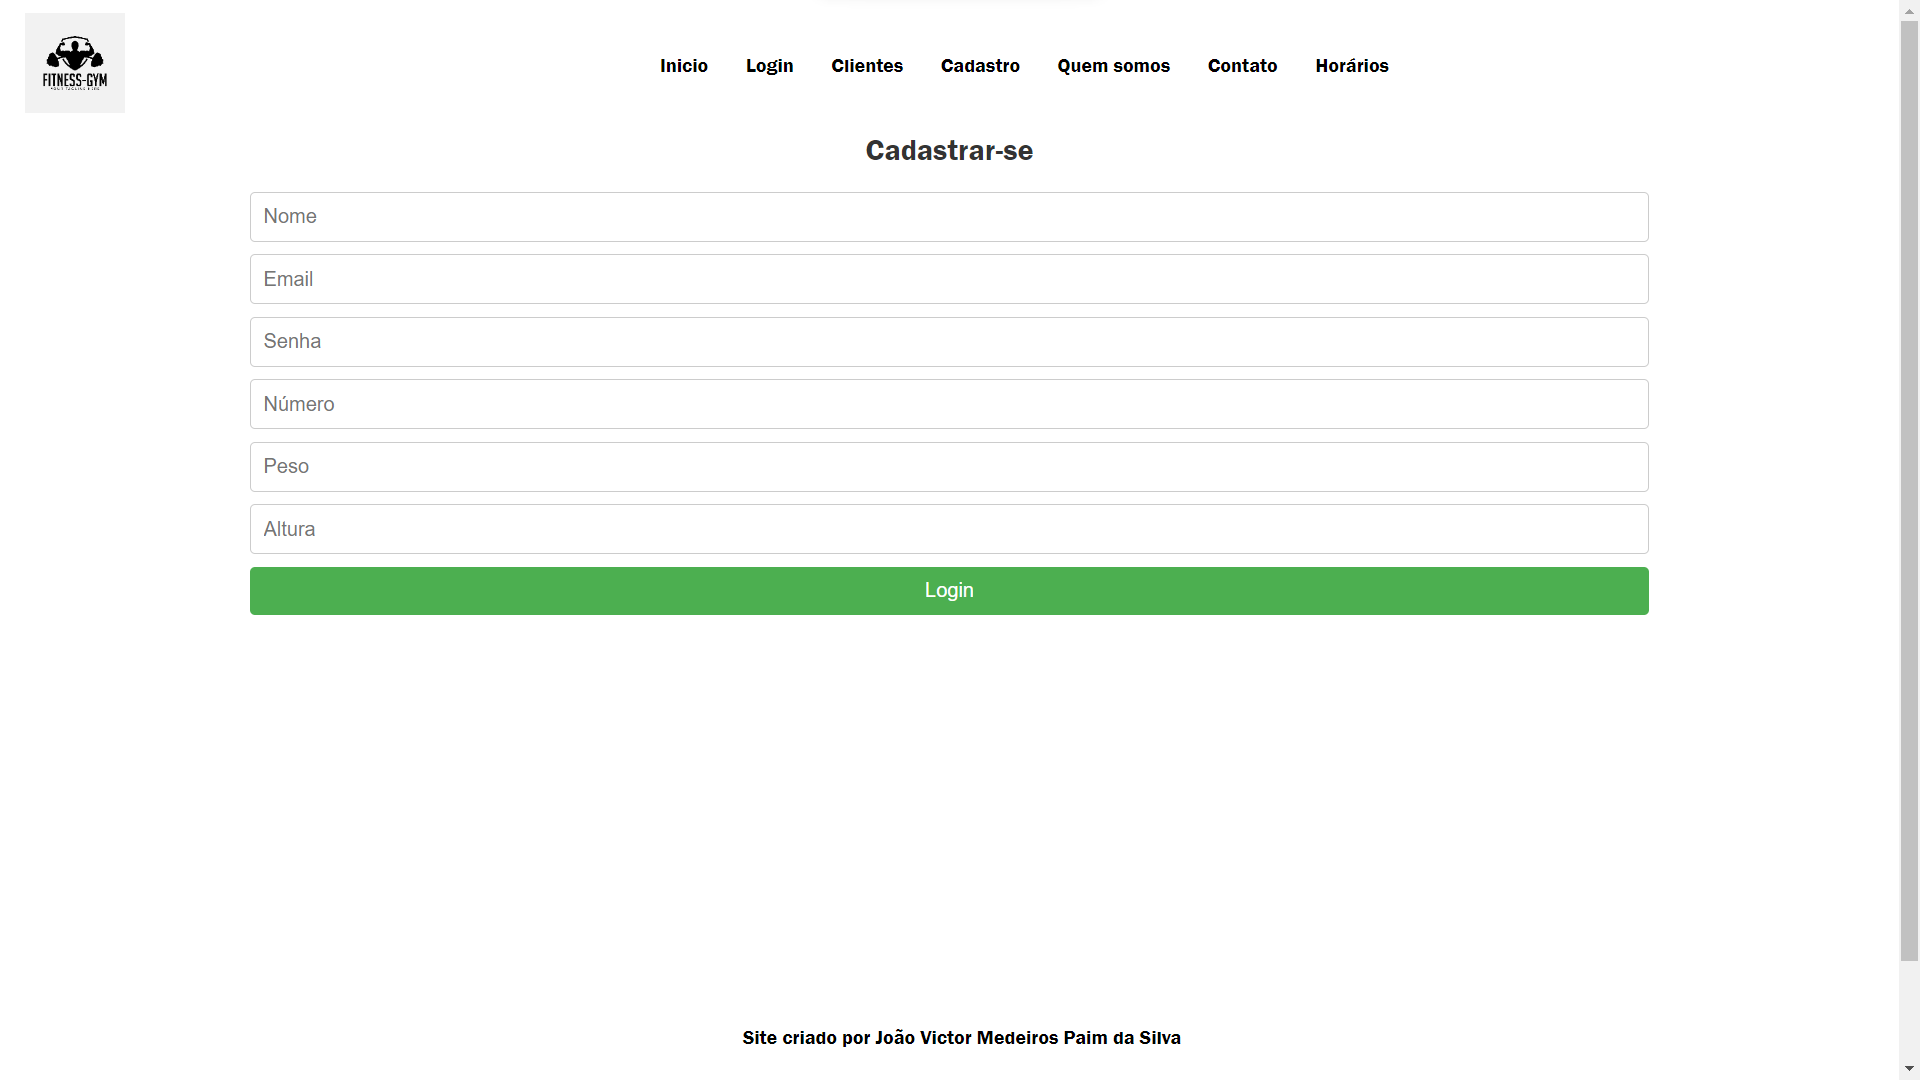 FITNESS-GYM
Inicio Login Clientes Cadastro Quem somos Contato Horários
Cadastrar-se
Nome
Email
Senha
Número
Peso
Altura
Login
Site criado por João Victor Medeiros Paim da Silva